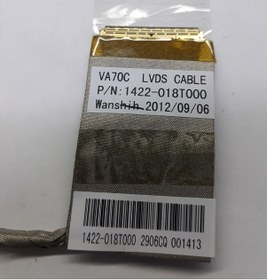 VA70C LVDS CABLE
P/N:1422-018T000
Wanshih 2012/09/06
1422-018T000 2906CQ 001413